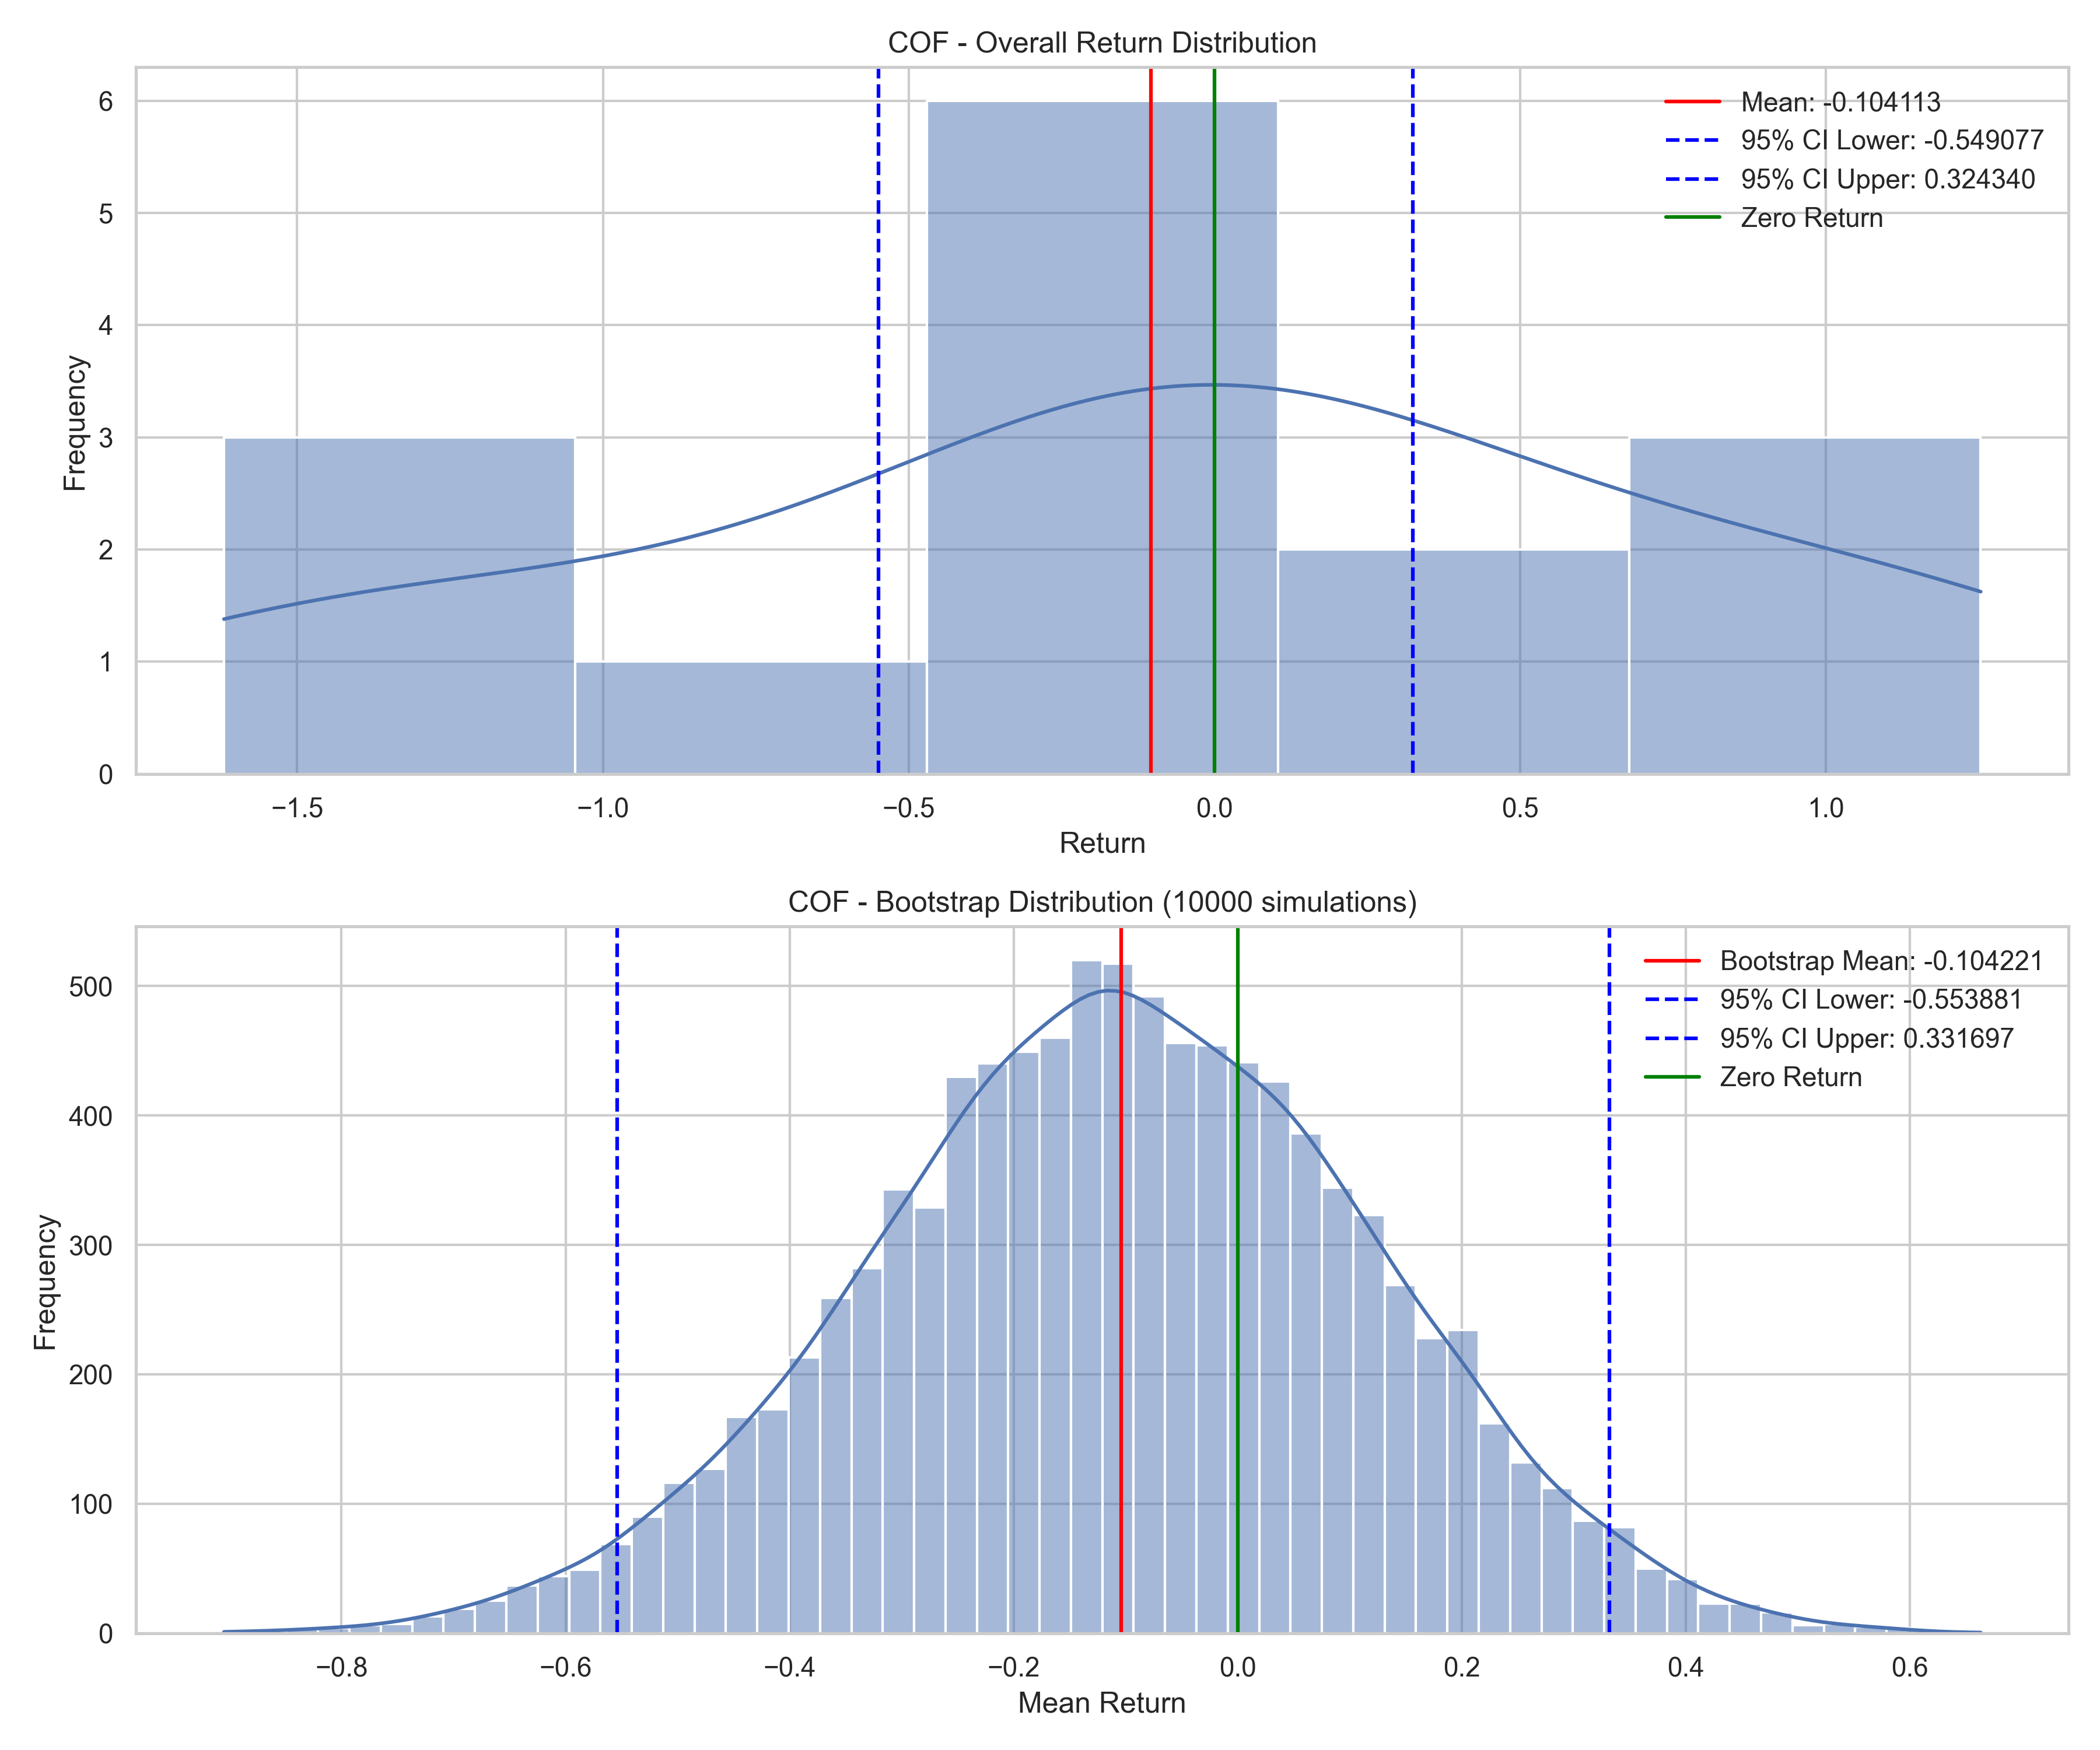 COF - Overall Return Distribution
Mean: -0.104113
95% CI Lower: -0.549077
95% CI Upper: 0.324340
Zero Return
Frequency
6
5
4
3
2
1
0
−1.5 −1.0 −0.5 0.0 0.5 1.0
Return
COF - Bootstrap Distribution (10000 simulations)
Bootstrap Mean: -0.104221
95% CI Lower: -0.553881
95% CI Upper: 0.331697
Zero Return
Frequency
500
400
300
200
100
0
−0.8 −0.6 −0.4 −0.2 0.0 0.2 0.4 0.6
Mean Return